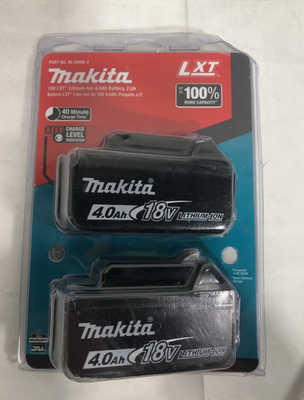 PART NO. BL1840B-2
makita
18V LXT® Lithium-Ion 4.0Ah Battery, 2/pk
LXT
UP TO 100%
MORE CAPACITY*
40 Minute
Charge Time
CHARGE
LEVEL
INDICATOR
makita
4.0Ah 18V LITHIUM-ION
makita
4.0Ah 18V LITHIUM-ION